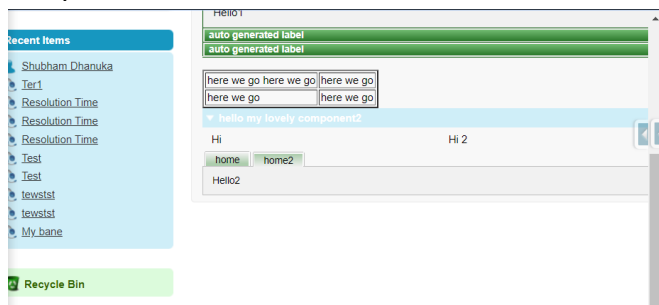 Recent Items
Shubham Dhanuka
Ter1
Resolution Time
Resolution Time
Resolution Time
Test
Test
tewstst
tewstst
My bane
Recycle Bin
Hello1
auto generated label
auto generated label
here we go here we go here we go
here we go here we go
hello my lovely component2
Hi Hi 2
home home2
Hello2